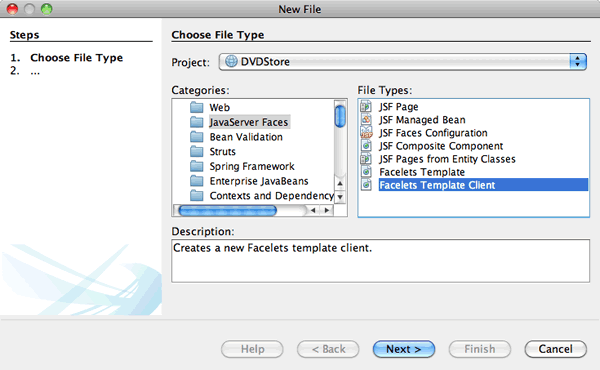 New File
Steps
1. Choose File Type
2. ...
Choose File Type
Project: DVDStore
Categories:
Web
JavaServer Faces
Bean Validation
Struts
Spring Framework
Enterprise JavaBeans
Contexts and Dependency
File Types:
JSF Page
JSF Managed Bean
JSF Faces Configuration
JSF Composite Component
JSF Pages from Entity Classes
Facelets Template
Facelets Template Client
Description:
Creates a new Facelets template client.
Help
< Back
Next >
Finish
Cancel